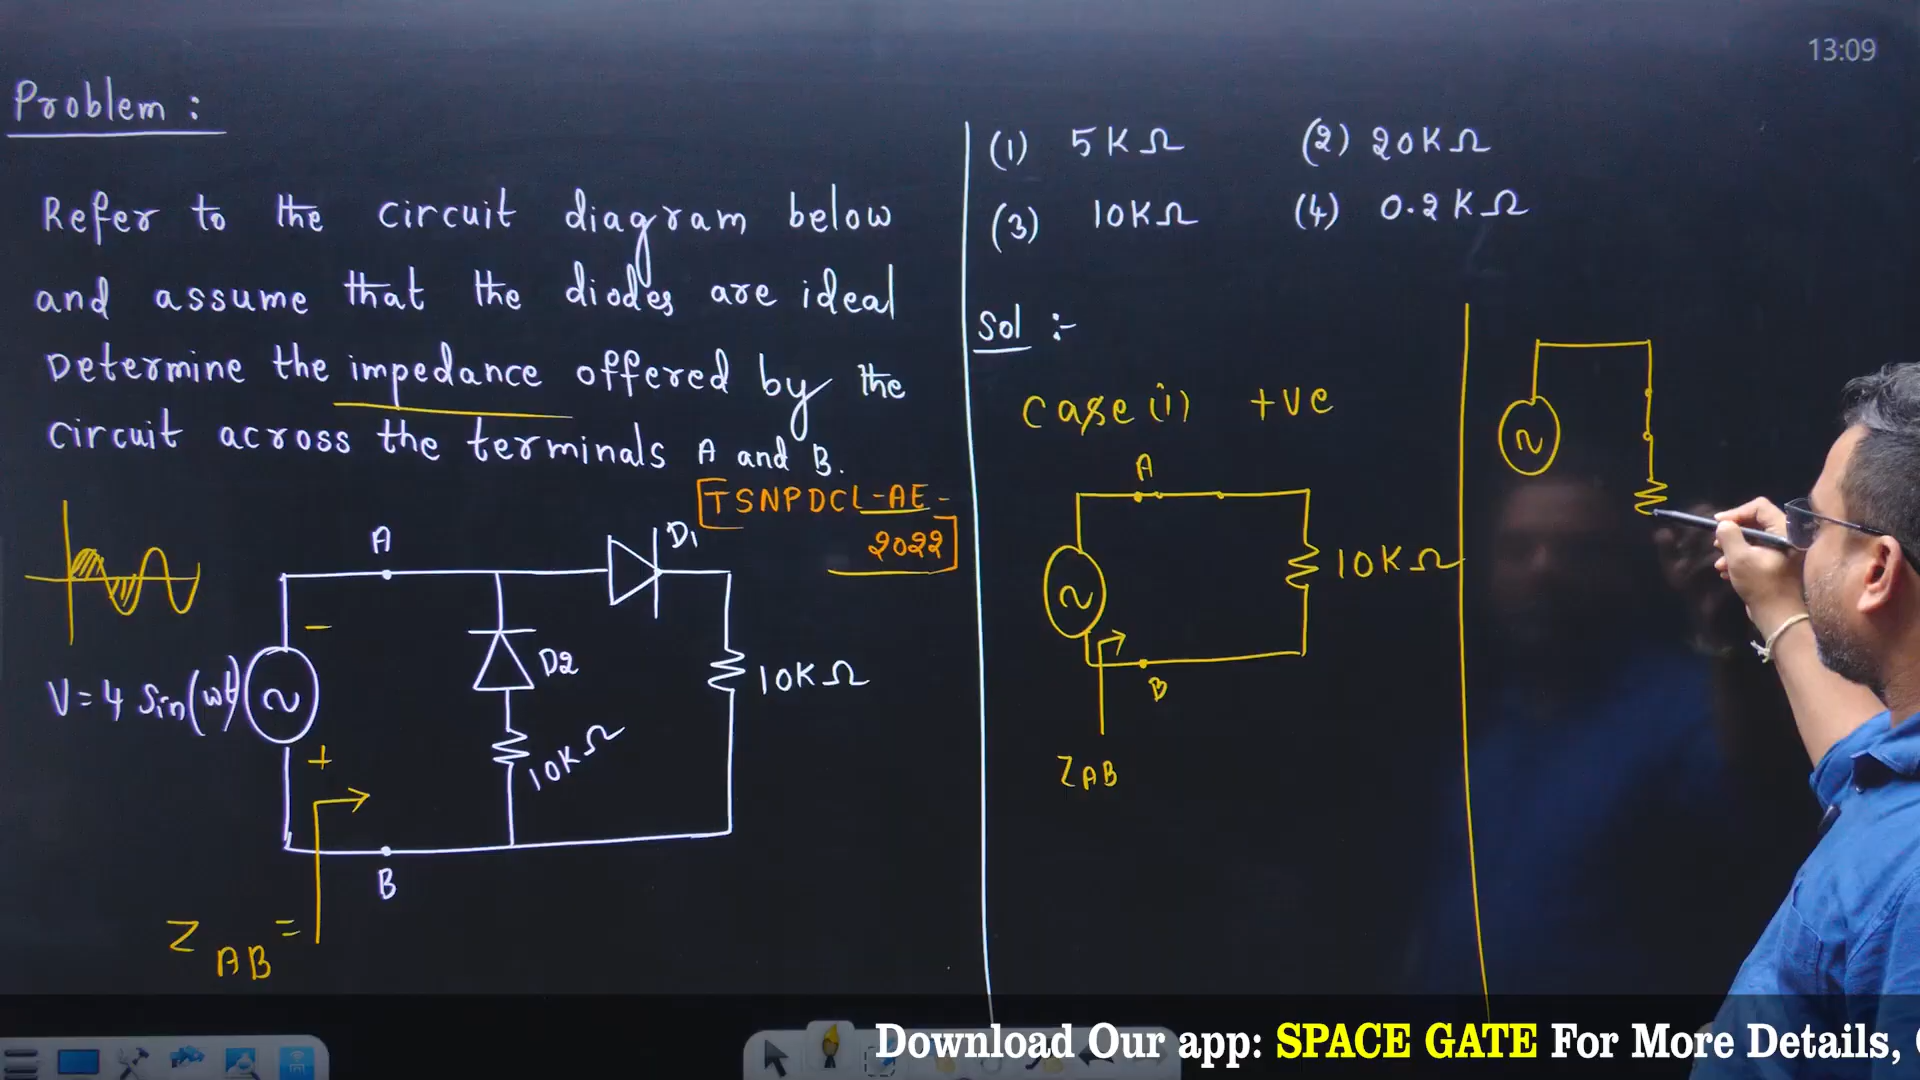 13:09
Problem :
Refer to the circuit diagram below
and assume that the diodes are ideal
Determine the impedance offered by the
circuit across the terminals A and B.
[TSNPDCL-AE-
2022]
A
D1
D2
V=4 Sin(wt)
-
+
10KΩ
10KΩ
B
Z AB =
(1) 5KΩ
(2) 20KΩ
(3) 10KΩ
(4) 0.2KΩ
Sol :-
Case(i) +ve
A
10KΩ
B
ZAB
Download Our app: SPACE GATE For More Details,